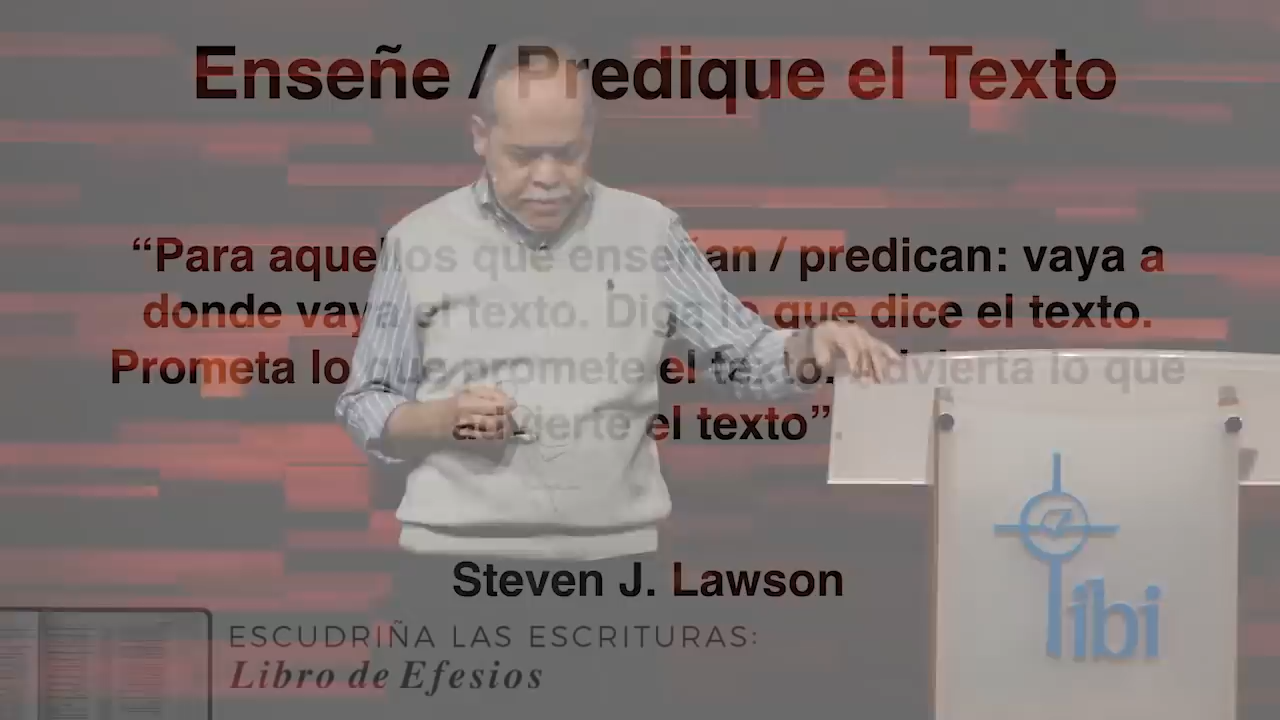 Enseñe / Predique el Texto
“Para aquellos que enseñan / predican: vaya a
donde vaya el texto. Diga lo que dice el texto.
Prometa lo que promete el texto. Advierta lo que
advierte el texto”
Steven J. Lawson
ESCUDRIÑA LAS ESCRITURAS:
Libro de Efesios
ibi